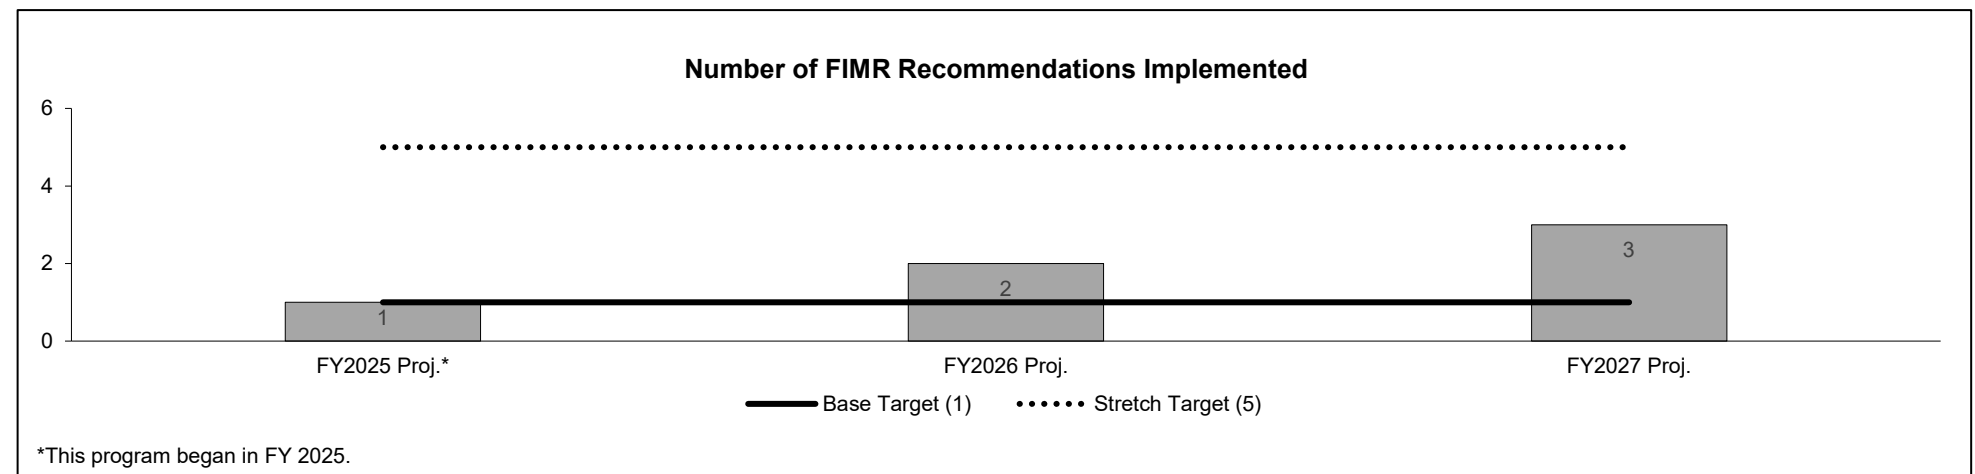 Number of FIMR Recommendations Implemented
6
4
2
0
1
2
3
FY2025 Proj.*
FY2026 Proj.
FY2027 Proj.
Base Target (1)
Stretch Target (5)
*This program began in FY 2025.